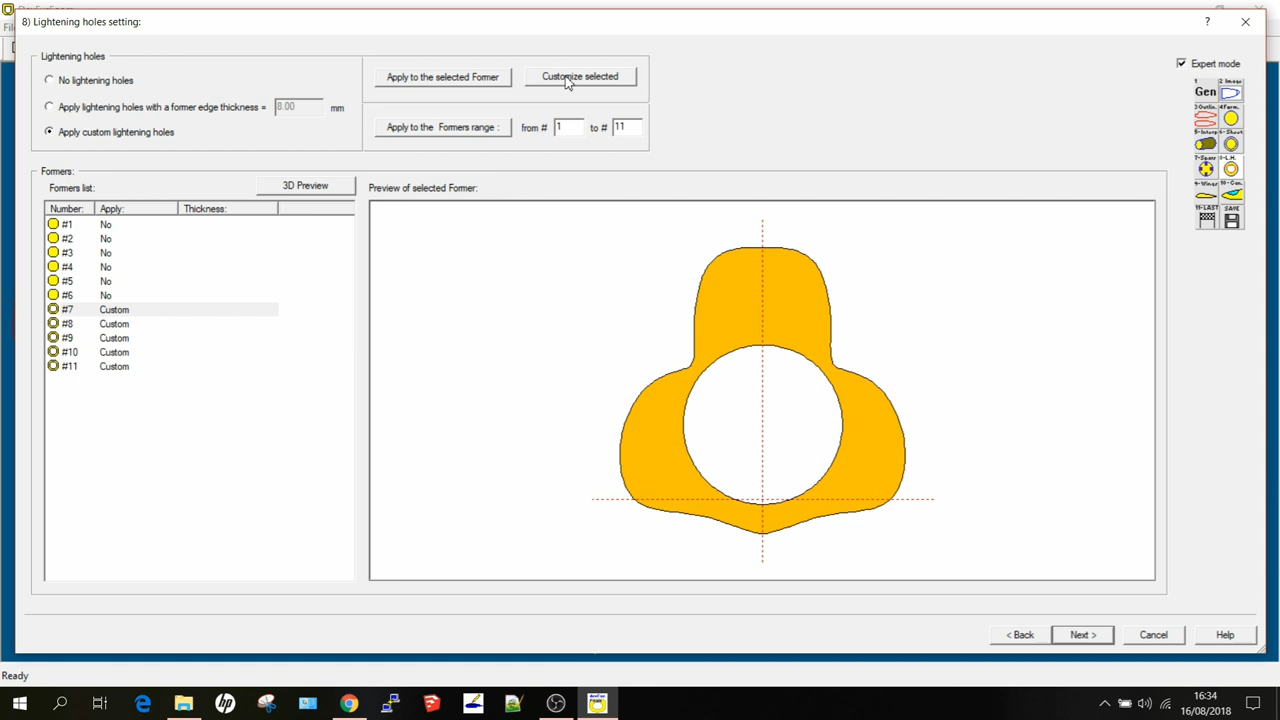 8) Lightening holes setting:
?
Lightening holes
No lightening holes
Apply lightening holes with a former edge thickness = 8.00 mm
Apply custom lightening holes
Apply to the selected Former
Customize selected
Apply to the Formers range :
from # 1 to # 11
Expert mode
Gen
Formers:
Formers list:
3D Preview
Preview of selected Former:
Number: Apply: Thickness:
#1 No
#2 No
#3 No
#4 No
#5 No
#6 No
#7 Custom
#8 Custom
#9 Custom
#10 Custom
#11 Custom
11-LAST SAVE
< Back
Next >
Cancel
Help
Ready
hp
16:34
16/08/2018